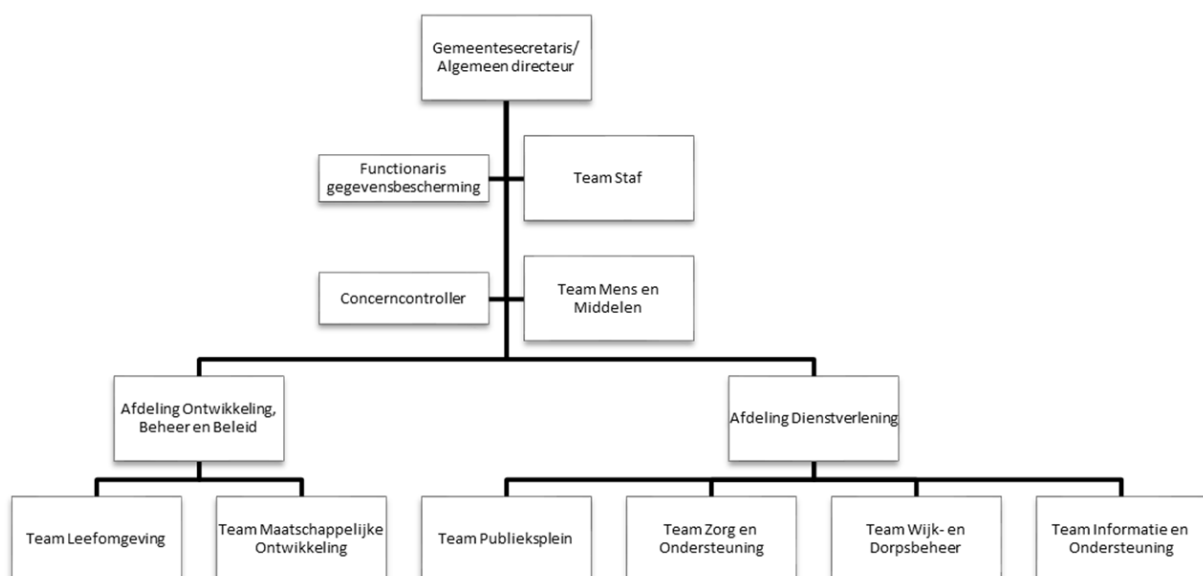 Gemeentesecretaris/
Algemeen directeur
Functionaris
gegevensbescherming
Team Staf
Concerncontroller
Team Mens en
Middelen
Afdeling Ontwikkeling,
Beheer en Beleid
Afdeling Dienstverlening
Team Leefomgeving
Team Maatschappelijke
Ontwikkeling
Team Publieksplein
Team Zorg en
Ondersteuning
Team Wijk- en
Dorpsbeheer
Team Informatie en
Ondersteuning